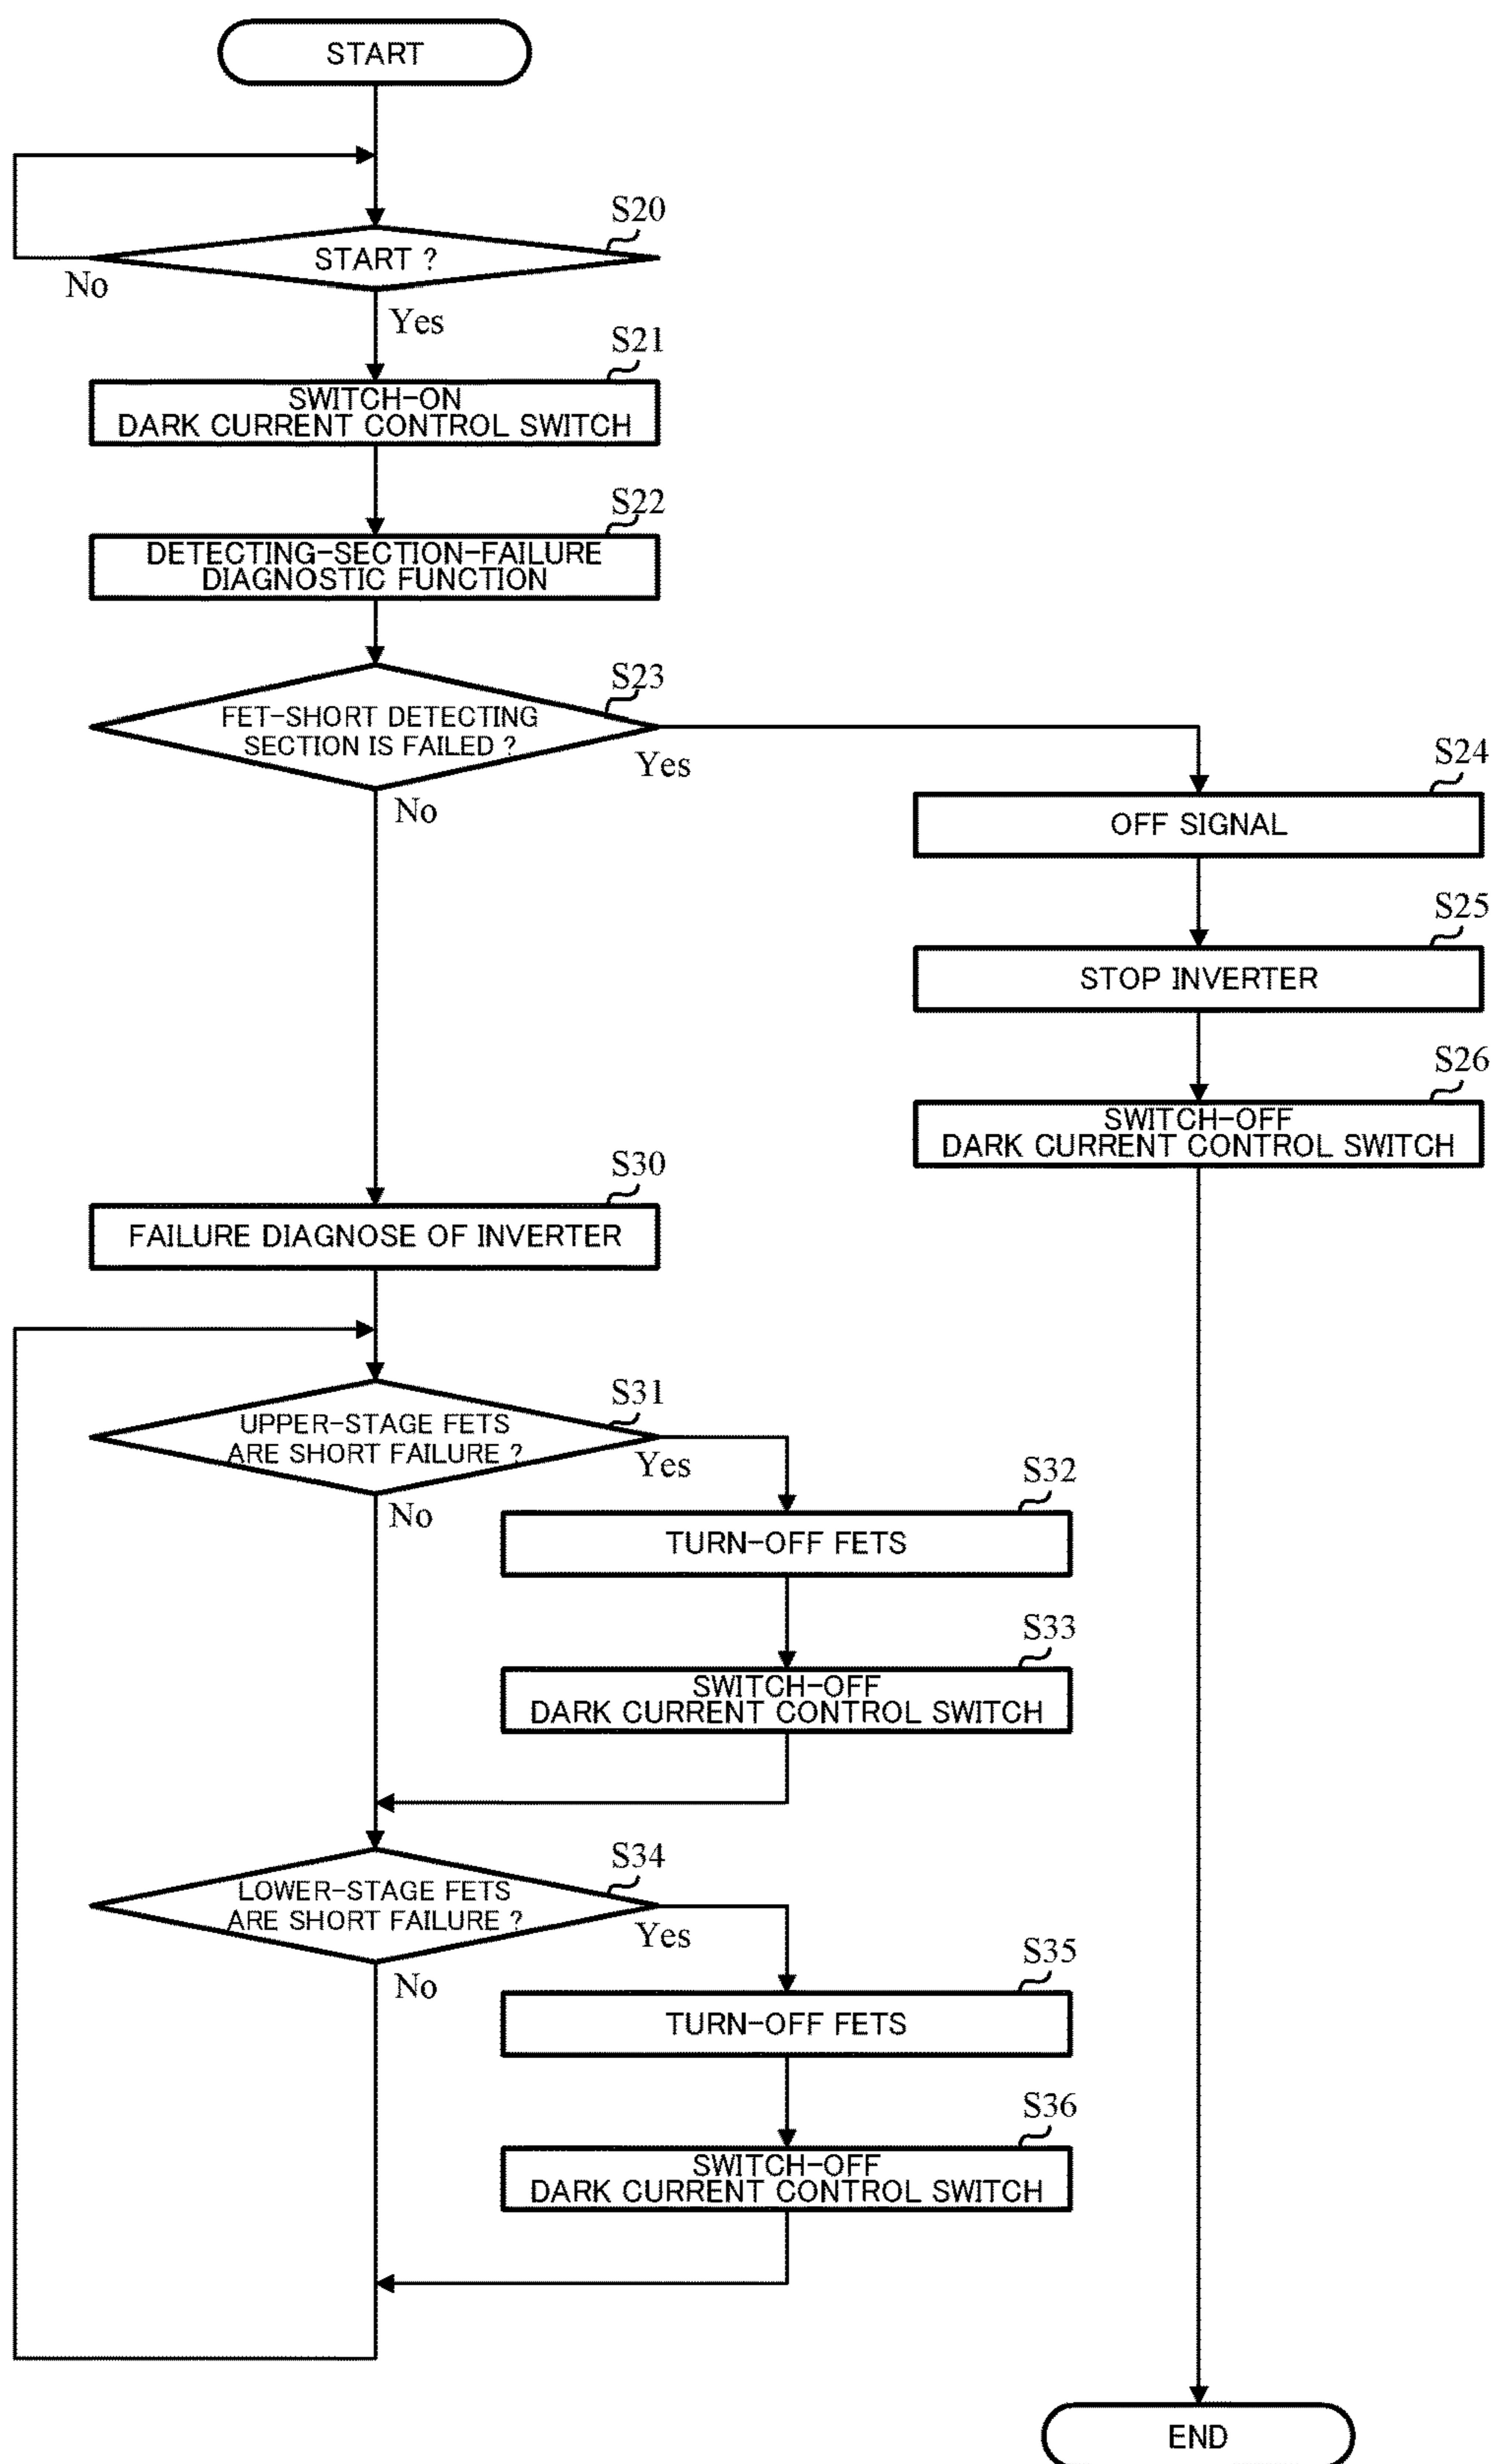 START
S20
START ?
No
Yes
S21
SWITCH-ON
DARK CURRENT CONTROL SWITCH
S22
DETECTING-SECTION-FAILURE
DIAGNOSTIC FUNCTION
S23
FET-SHORT DETECTING
SECTION IS FAILED ?
Yes
No
S24
OFF SIGNAL
S25
STOP INVERTER
S26
SWITCH-OFF
DARK CURRENT CONTROL SWITCH
S30
FAILURE DIAGNOSE OF INVERTER
S31
UPPER-STAGE FETS
ARE SHORT FAILURE ?
Yes
No
S32
TURN-OFF FETS
S33
SWITCH-OFF
DARK CURRENT CONTROL SWITCH
S34
LOWER-STAGE FETS
ARE SHORT FAILURE ?
Yes
No
S35
TURN-OFF FETS
S36
SWITCH-OFF
DARK CURRENT CONTROL SWITCH
END